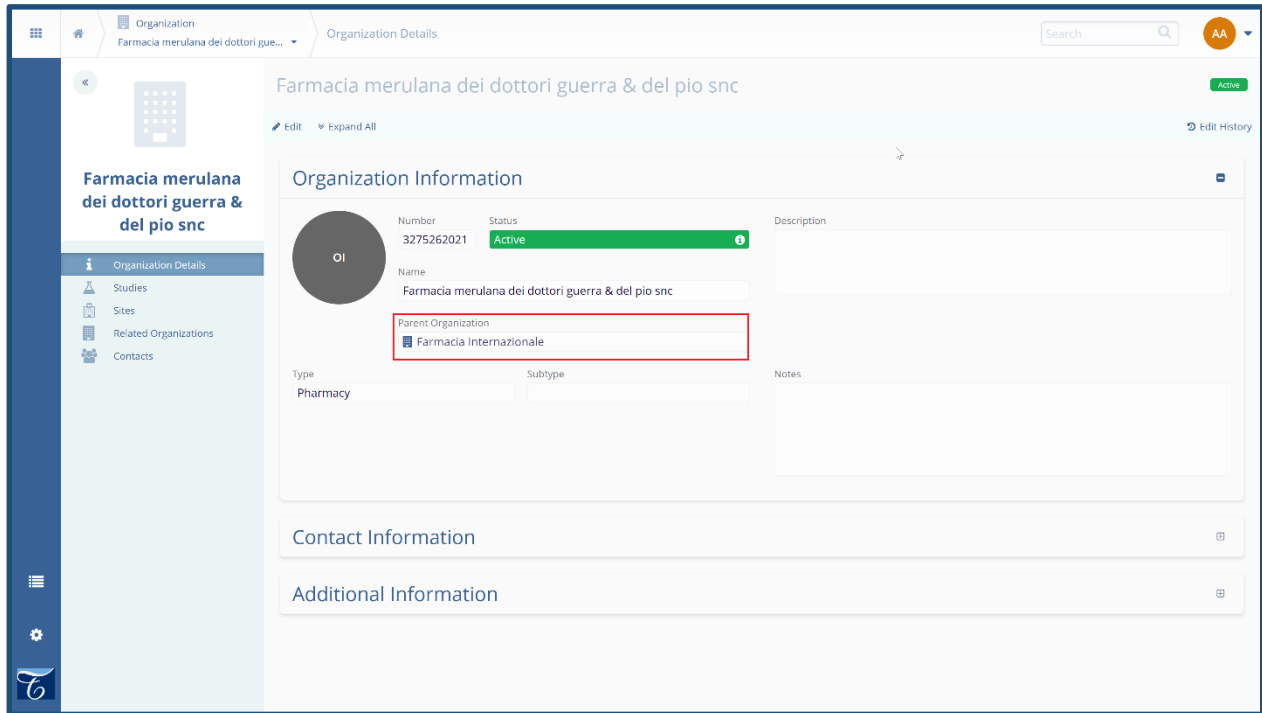 Organization
Farmacia merulana dei dottori gue...
Organization Details
Search
AA
Farmacia merulana
dei dottori guerra &
del pio snc
Organization Details
Studies
Sites
Related Organizations
Contacts
Farmacia merulana dei dottori guerra & del pio snc
Active
Edit
Expand All
Edit History
Organization Information
OI
Number
Status
3275262021
Active
Name
Farmacia merulana dei dottori guerra & del pio snc
Parent Organization
Farmacia Internazionale
Type
Subtype
Pharmacy
Description
Notes
Contact Information
Additional Information